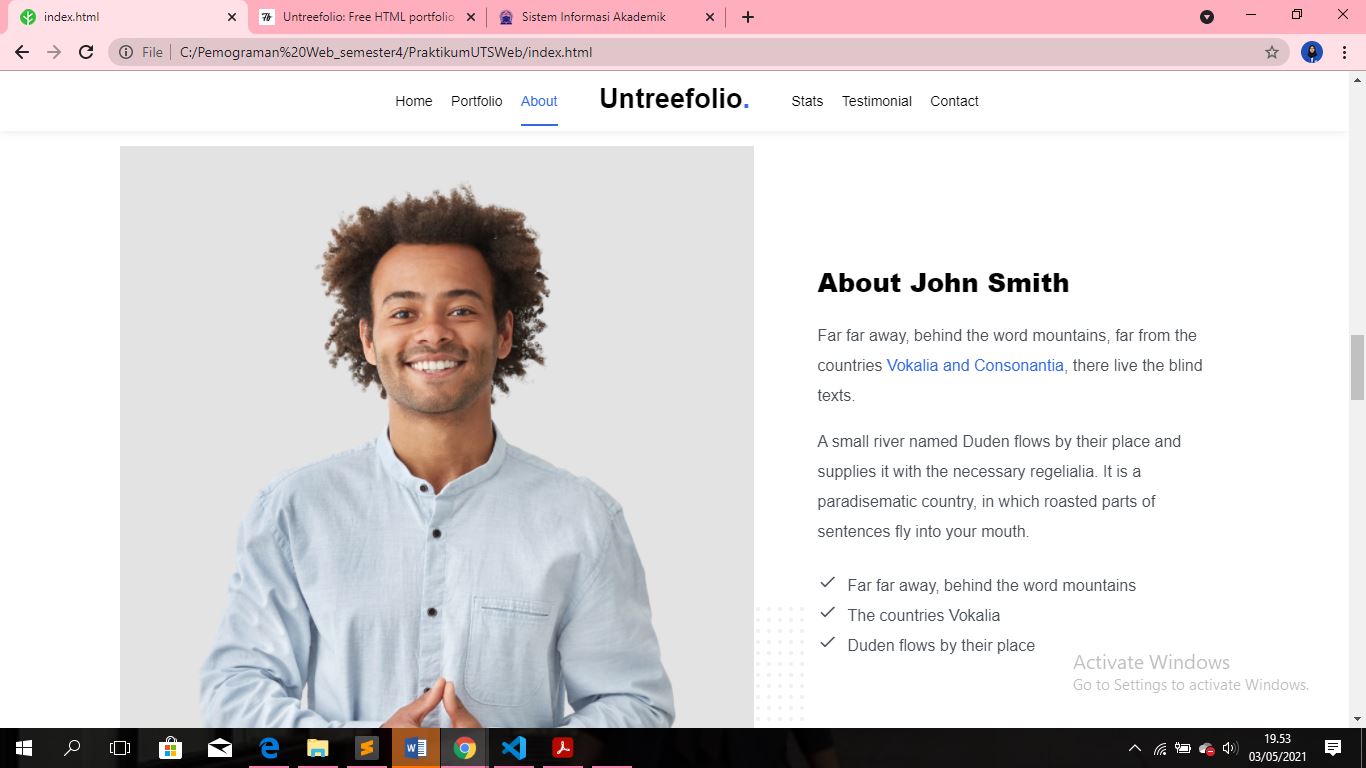 index.html
Untreefolio: Free HTML portfolio
Sistem Informasi Akademik
File
C:/Pemograman%20Web_semester4/PraktikumUTSWeb/index.html
Home Portfolio About Untreefolio. Stats Testimonial Contact
About John Smith
Far far away, behind the word mountains, far from the
countries Vokalia and Consonantia, there live the blind
texts.
A small river named Duden flows by their place and
supplies it with the necessary regelialia. It is a
paradisematic country, in which roasted parts of
sentences fly into your mouth.
Far far away, behind the word mountains
The countries Vokalia
Duden flows by their place
Activate Windows
Go to Settings to activate Windows.
19.53
03/05/2021